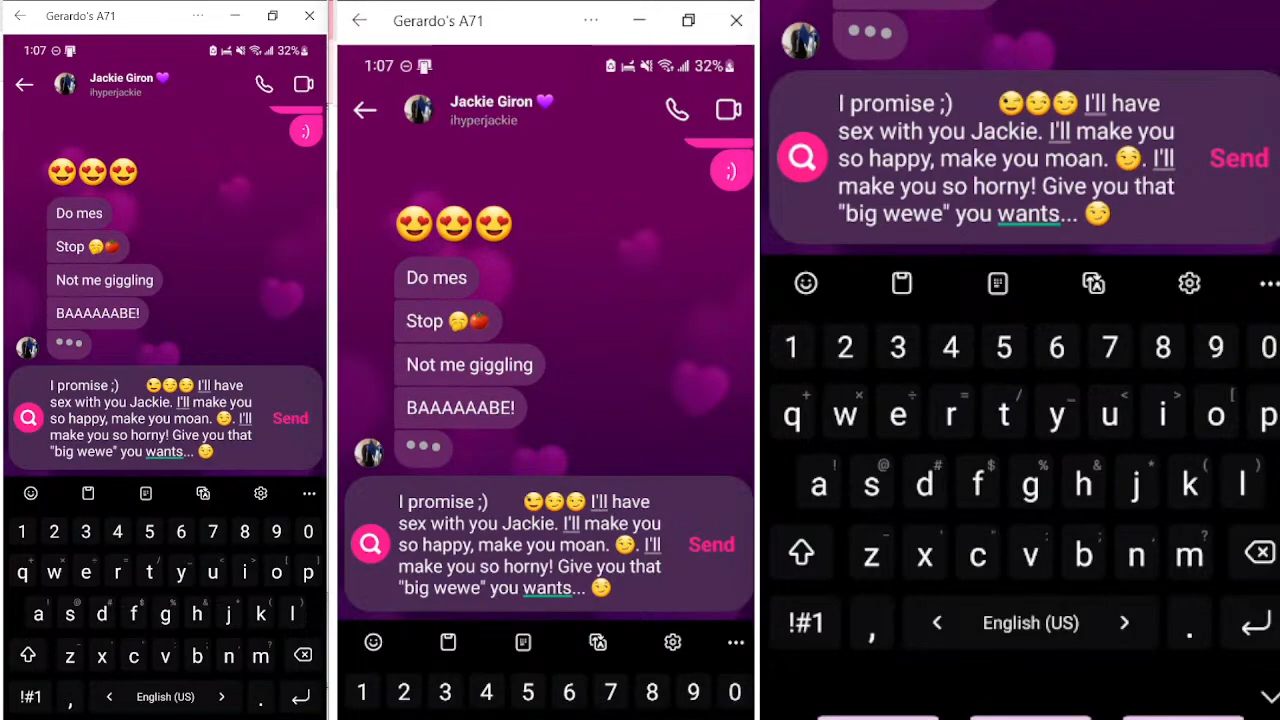 Gerardo's A71
1:07 32%
Jackie Giron 💜
ihyperjackie
;)
😍😍😍
Do mes
Stop 🤭🍅
Not me giggling
BAAAAAABE!
I promise ;) 😉😏😏 I'll have
sex with you Jackie. I'll make you
so happy, make you moan. 😏. I'll
make you so horny! Give you that
"big wewe" you wants... 😏
Send
1 2 3 4 5 6 7 8 9 0
q w e r t y u i o p
a s d f g h j k l
z x c v b n m
!#1 , < English (US) > .
Gerardo's A71
1:07 32%
Jackie Giron 💜
ihyperjackie
;)
😍😍😍
Do mes
Stop 🤭🍅
Not me giggling
BAAAAAABE!
I promise ;) 😉😏😏 I'll have
sex with you Jackie. I'll make you
so happy, make you moan. 😏. I'll
make you so horny! Give you that
"big wewe" you wants... 😏
Send
1 2 3 4 5 6 7 8 9 0
I promise ;) 😉😏😏 I'll have
sex with you Jackie. I'll make you
so happy, make you moan. 😏. I'll
make you so horny! Give you that
"big wewe" you wants... 😏
Send
1 2 3 4 5 6 7 8 9 0
q w e r t y u i o p
a s d f g h j k l
z x c v b n m
!#1 , < English (US) > .